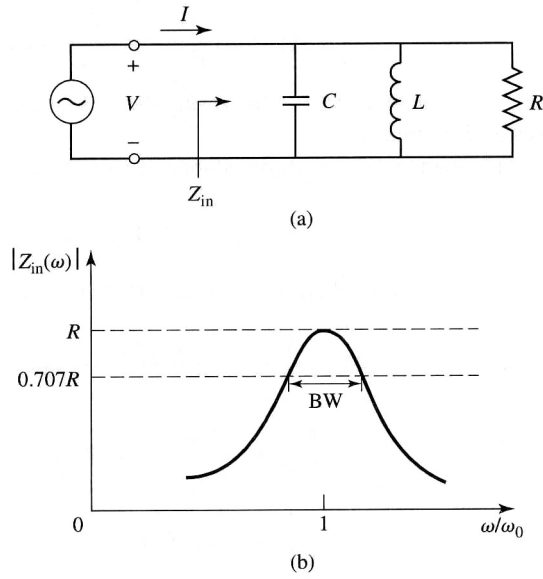 I
+
V
−
C
L
R
Z_in
(a)
|Z_in(ω)|
R
0.707R
BW
0
1
ω/ω_0
(b)